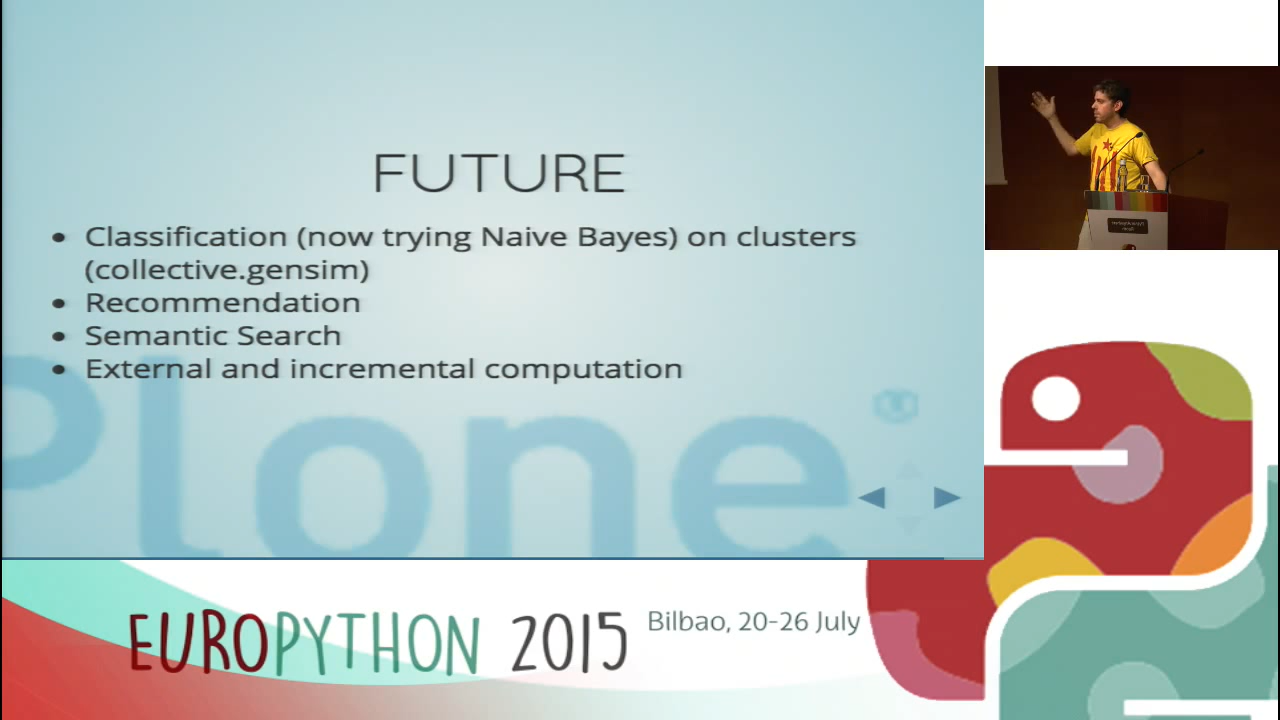 FUTURE
• Classification (now trying Naive Bayes) on clusters
(collective.gensim)
• Recommendation
• Semantic Search
• External and incremental computation
Plone
EUROPYTHON 2015
Bilbao, 20-26 July